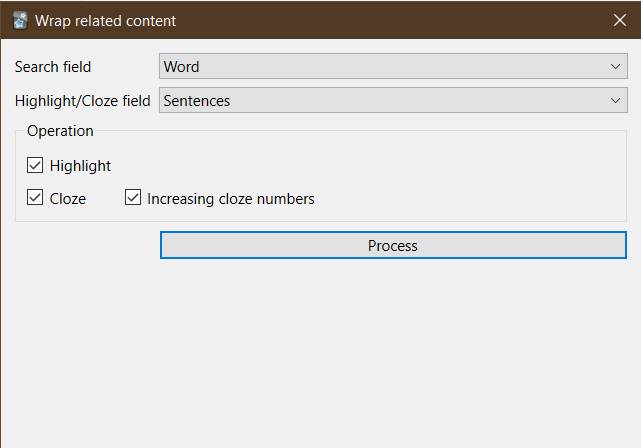 Wrap related content
Search field Word
Highlight/Cloze field Sentences
Operation
Highlight
Cloze Increasing cloze numbers
Process